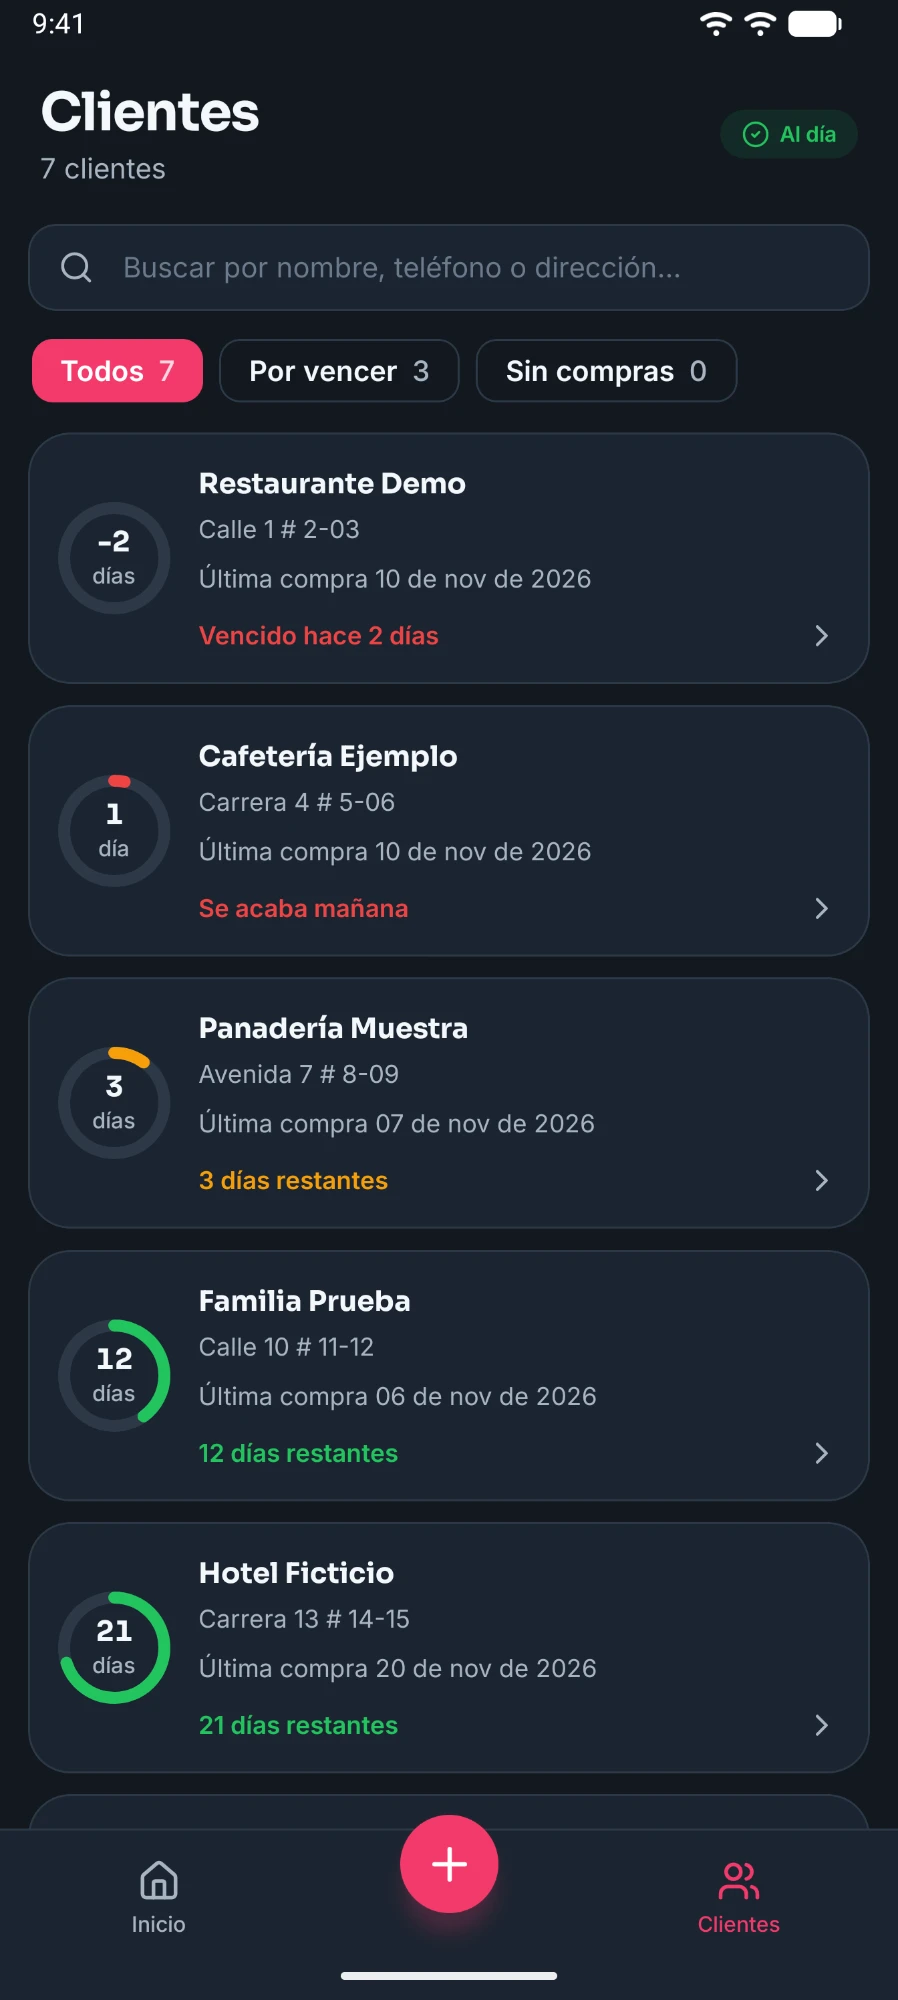 9:41
Clientes
7 clientes
Al día
Buscar por nombre, teléfono o dirección...
Todos 7
Por vencer 3
Sin compras 0
-2
días
Restaurante Demo
Calle 1 # 2-03
Última compra 10 de nov de 2026
Vencido hace 2 días
1
día
Cafetería Ejemplo
Carrera 4 # 5-06
Última compra 10 de nov de 2026
Se acaba mañana
3
días
Panadería Muestra
Avenida 7 # 8-09
Última compra 07 de nov de 2026
3 días restantes
12
días
Familia Prueba
Calle 10 # 11-12
Última compra 06 de nov de 2026
12 días restantes
21
días
Hotel Ficticio
Carrera 13 # 14-15
Última compra 20 de nov de 2026
21 días restantes
Inicio
Clientes